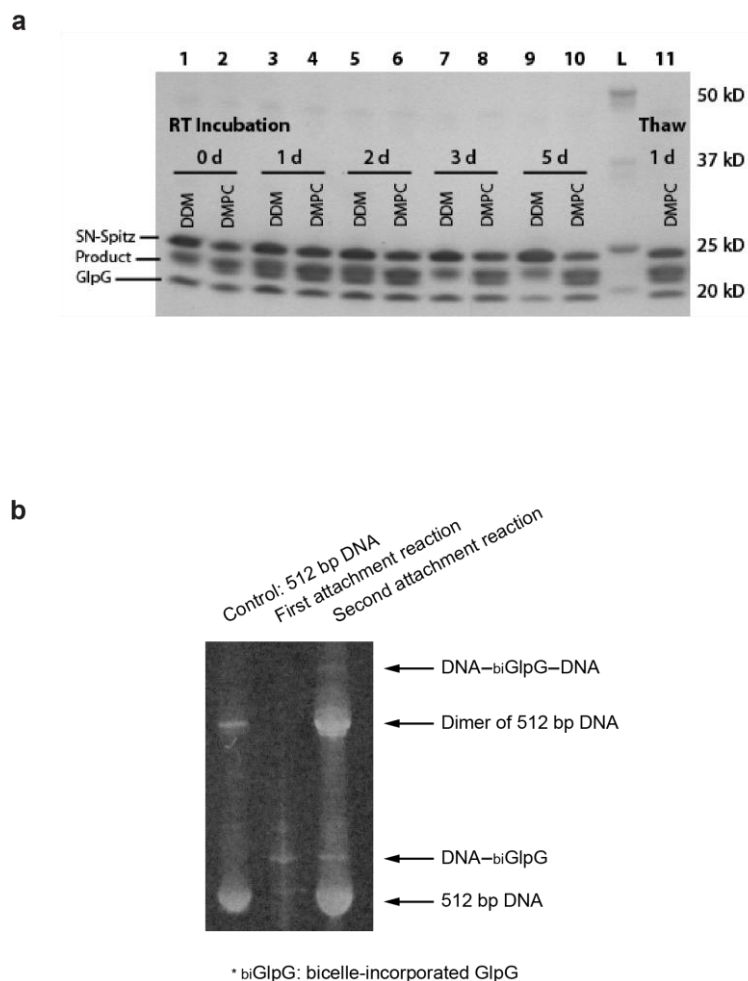 a
1 2 3 4 5 6 7 8 9 10 L 11
50 kD
RT Incubation Thaw
0 d 1 d 2 d 3 d 5 d 1 d
37 kD
DDM DMPC DDM DMPC DDM DMPC DDM DMPC DDM DMPC DMPC
SN-Spitz
25 kD
Product
GlpG
20 kD
b
Control: 512 bp DNA
First attachment reaction
Second attachment reaction
DNA–biGlpG–DNA
Dimer of 512 bp DNA
DNA–biGlpG
512 bp DNA
* biGlpG: bicelle-incorporated GlpG